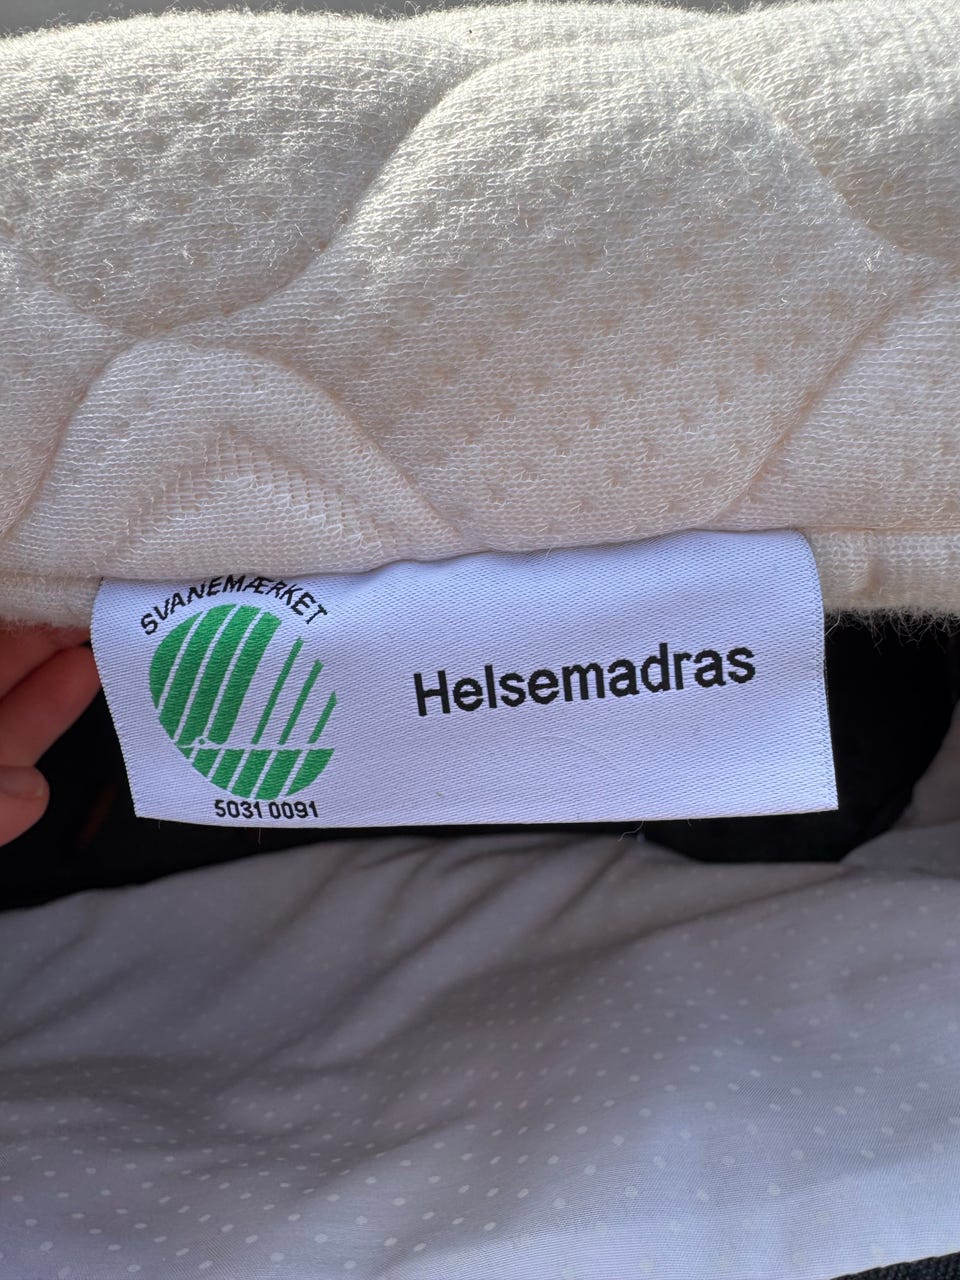 SVANEMÆRKET
5031 0091
Helsemadras